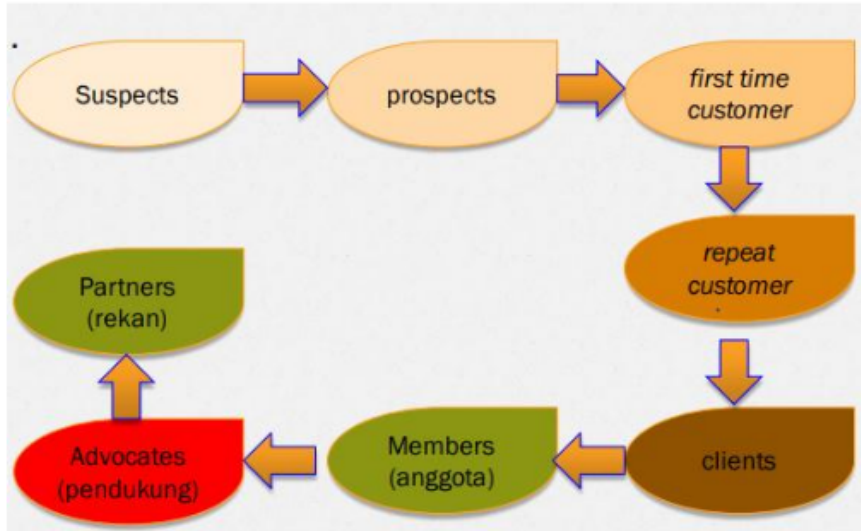 Suspects
prospects
first time
customer
repeat
customer
clients
Members
(anggota)
Advocates
(pendukung)
Partners
(rekan)